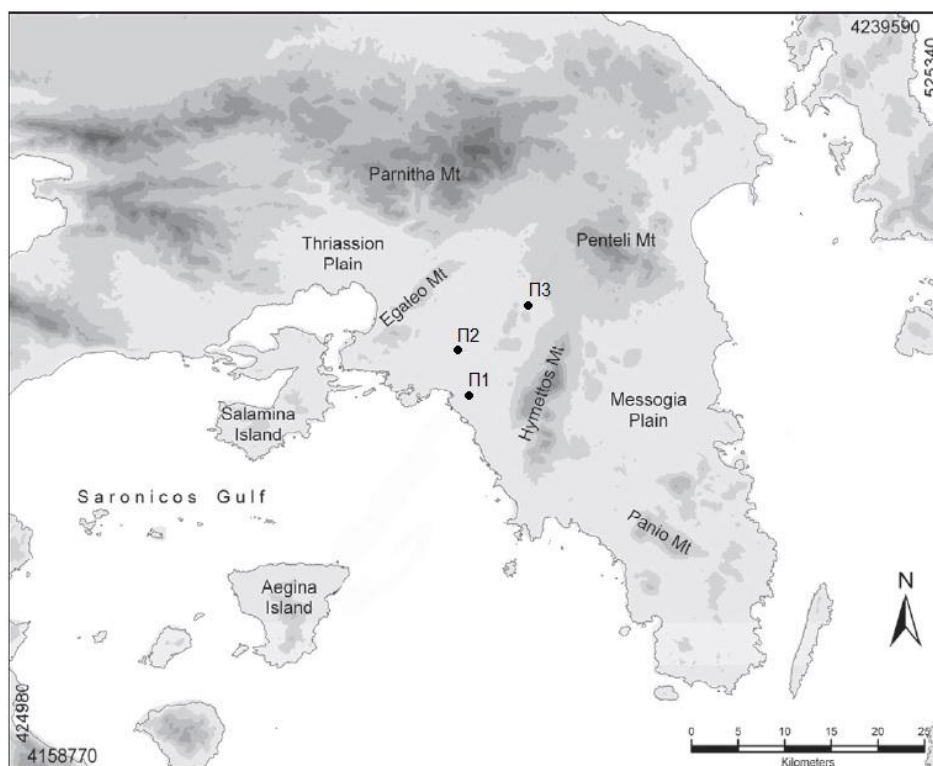 4239590
525340
Parnitha Mt
Thriassion
Plain
Penteli Mt
Egaleo Mt
Π3
Π2
Π1
Hymettos Mt
Messogia
Plain
Salamina
Island
Saronicos Gulf
Panio Mt
Aegina
Island
N
424980
4158770
0 5 10 15 20 25
Kilometers